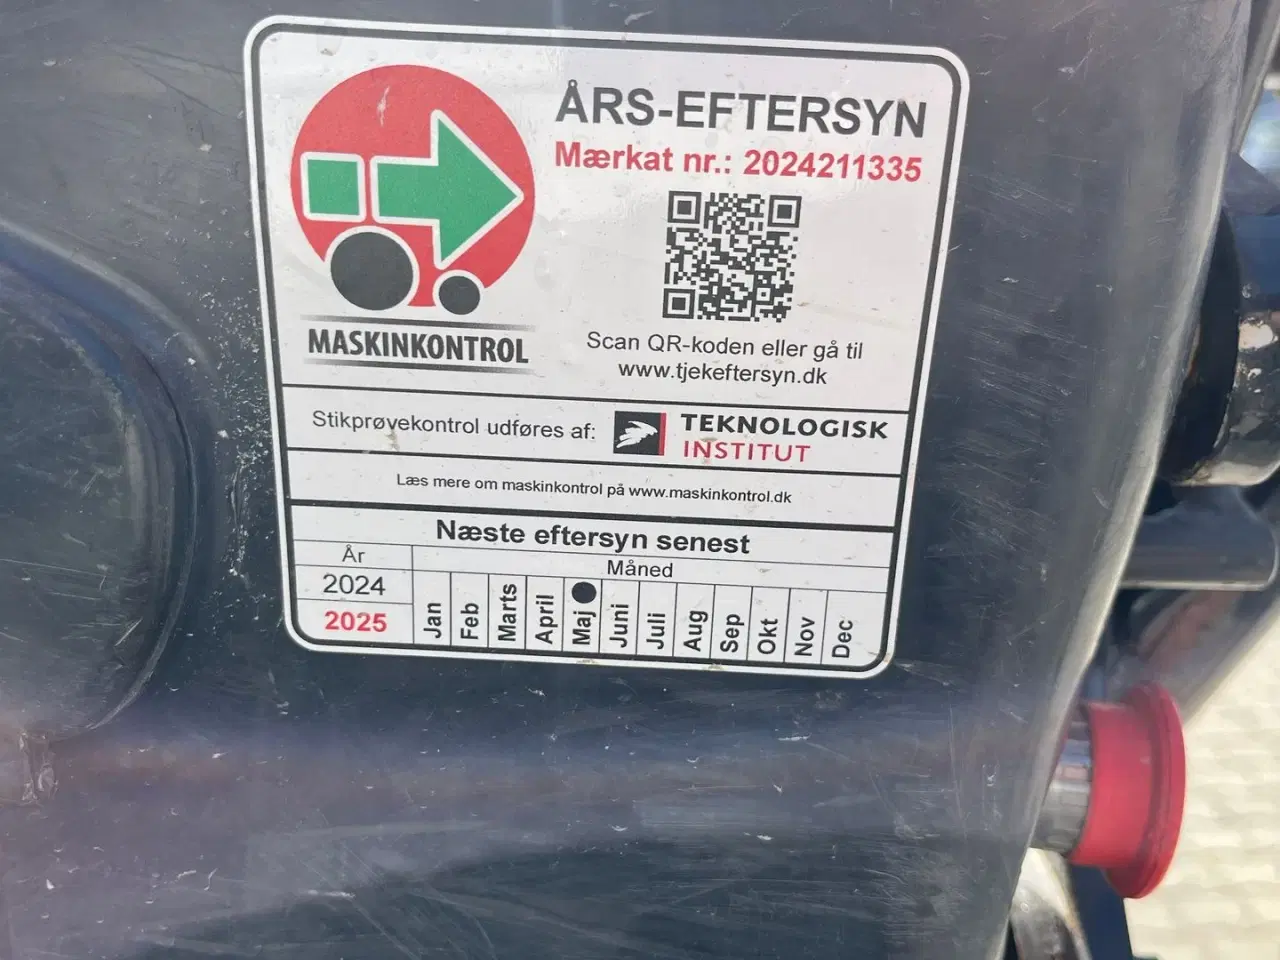 ÅRS-EFTERSYN
Mærkat nr.: 2024211335
MASKINKONTROL
Scan QR-koden eller gå til
www.tjekeftersyn.dk
Stikprøvekontrol udføres af:
TEKNOLOGISK
INSTITUT
Læs mere om maskinkontrol på www.maskinkontrol.dk
Næste eftersyn senest
År
Måned
2024
2025
Jan
Feb
Marts
April
Maj
Juni
Juli
Aug
Sep
Okt
Nov
Dec